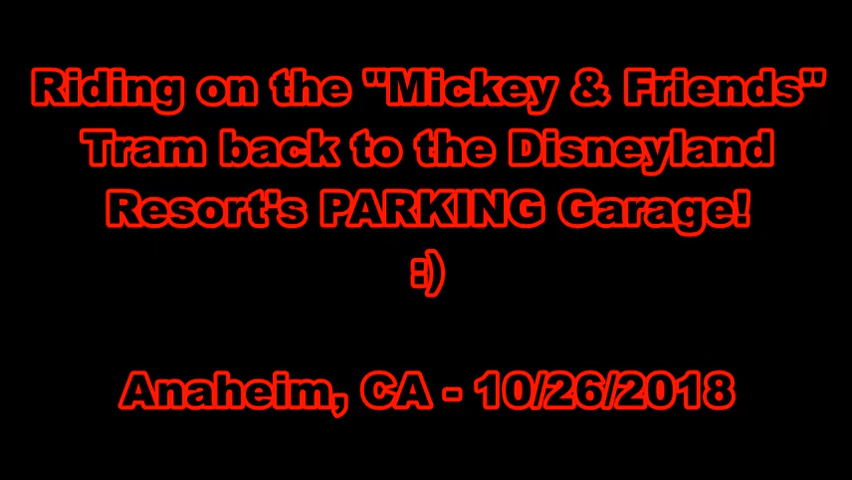 Riding on the "Mickey & Friends"
Tram back to the Disneyland
Resort's PARKING Garage!
:)
Anaheim, CA - 10/26/2018